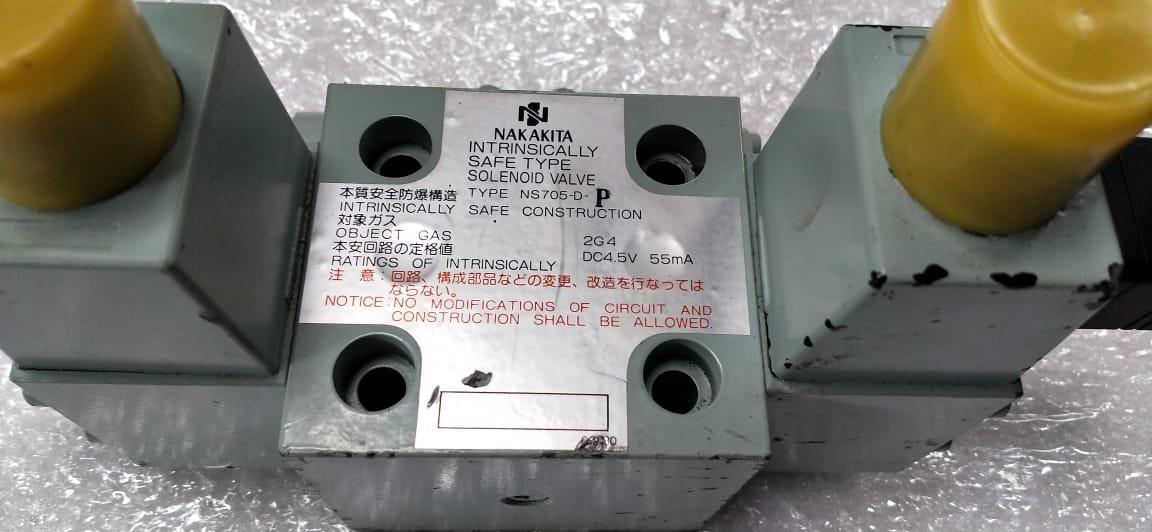 NAKAKITA
INTRINSICALLY
SAFE TYPE
SOLENOID VALVE
本質安全防爆構造 TYPE NS705-D-P
INTRINSICALLY SAFE CONSTRUCTION
対象ガス
OBJECT GAS 2G4
本安回路の定格値
RATINGS OF INTRINSICALLY DC4.5V 55mA
注 意:回路、構成部品などの変更、改造を行なっては
ならない。
NOTICE:NO MODIFICATIONS OF CIRCUIT AND
CONSTRUCTION SHALL BE ALLOWED.